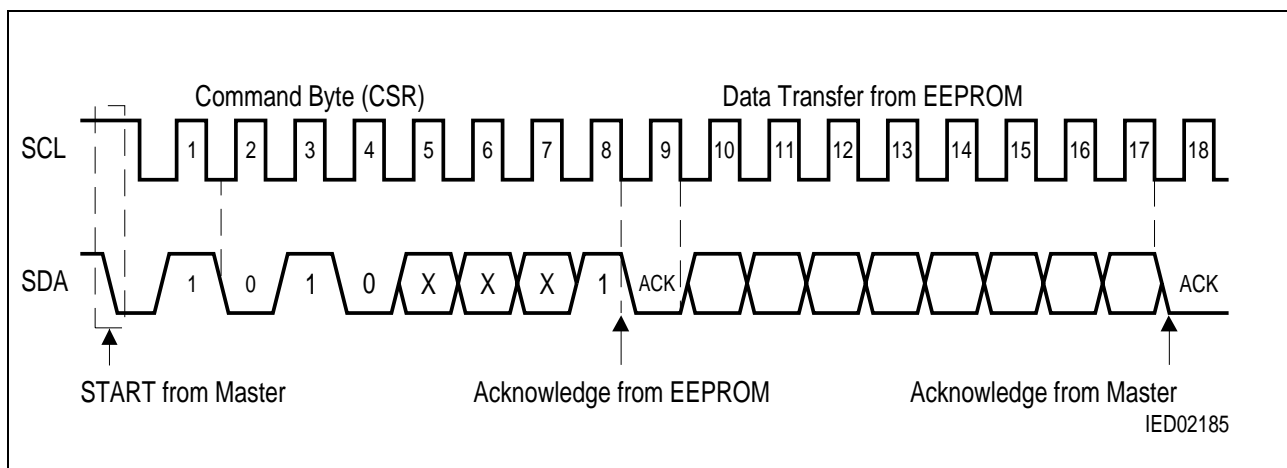 Command Byte (CSR) Data Transfer from EEPROM
SCL 1 2 3 4 5 6 7 8 9 10 11 12 13 14 15 16 17 18
SDA 1 0 1 0 X X X 1 ACK ACK
START from Master Acknowledge from EEPROM Acknowledge from Master
IED02185